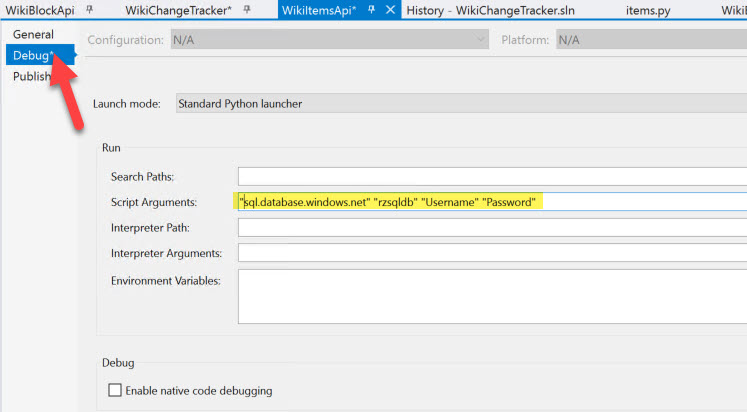 WikiBlockApi WikiChangeTracker* WikiItemsApi* History - WikiChangeTracker.sln items.py WikiB
General
Configuration: N/A Platform: N/A
Debug*
Publish
Launch mode: Standard Python launcher
Run
Search Paths:
Script Arguments: "sql.database.windows.net" "rzsqldb" "Username" "Password"
Interpreter Path:
Interpreter Arguments:
Environment Variables:
Debug
Enable native code debugging